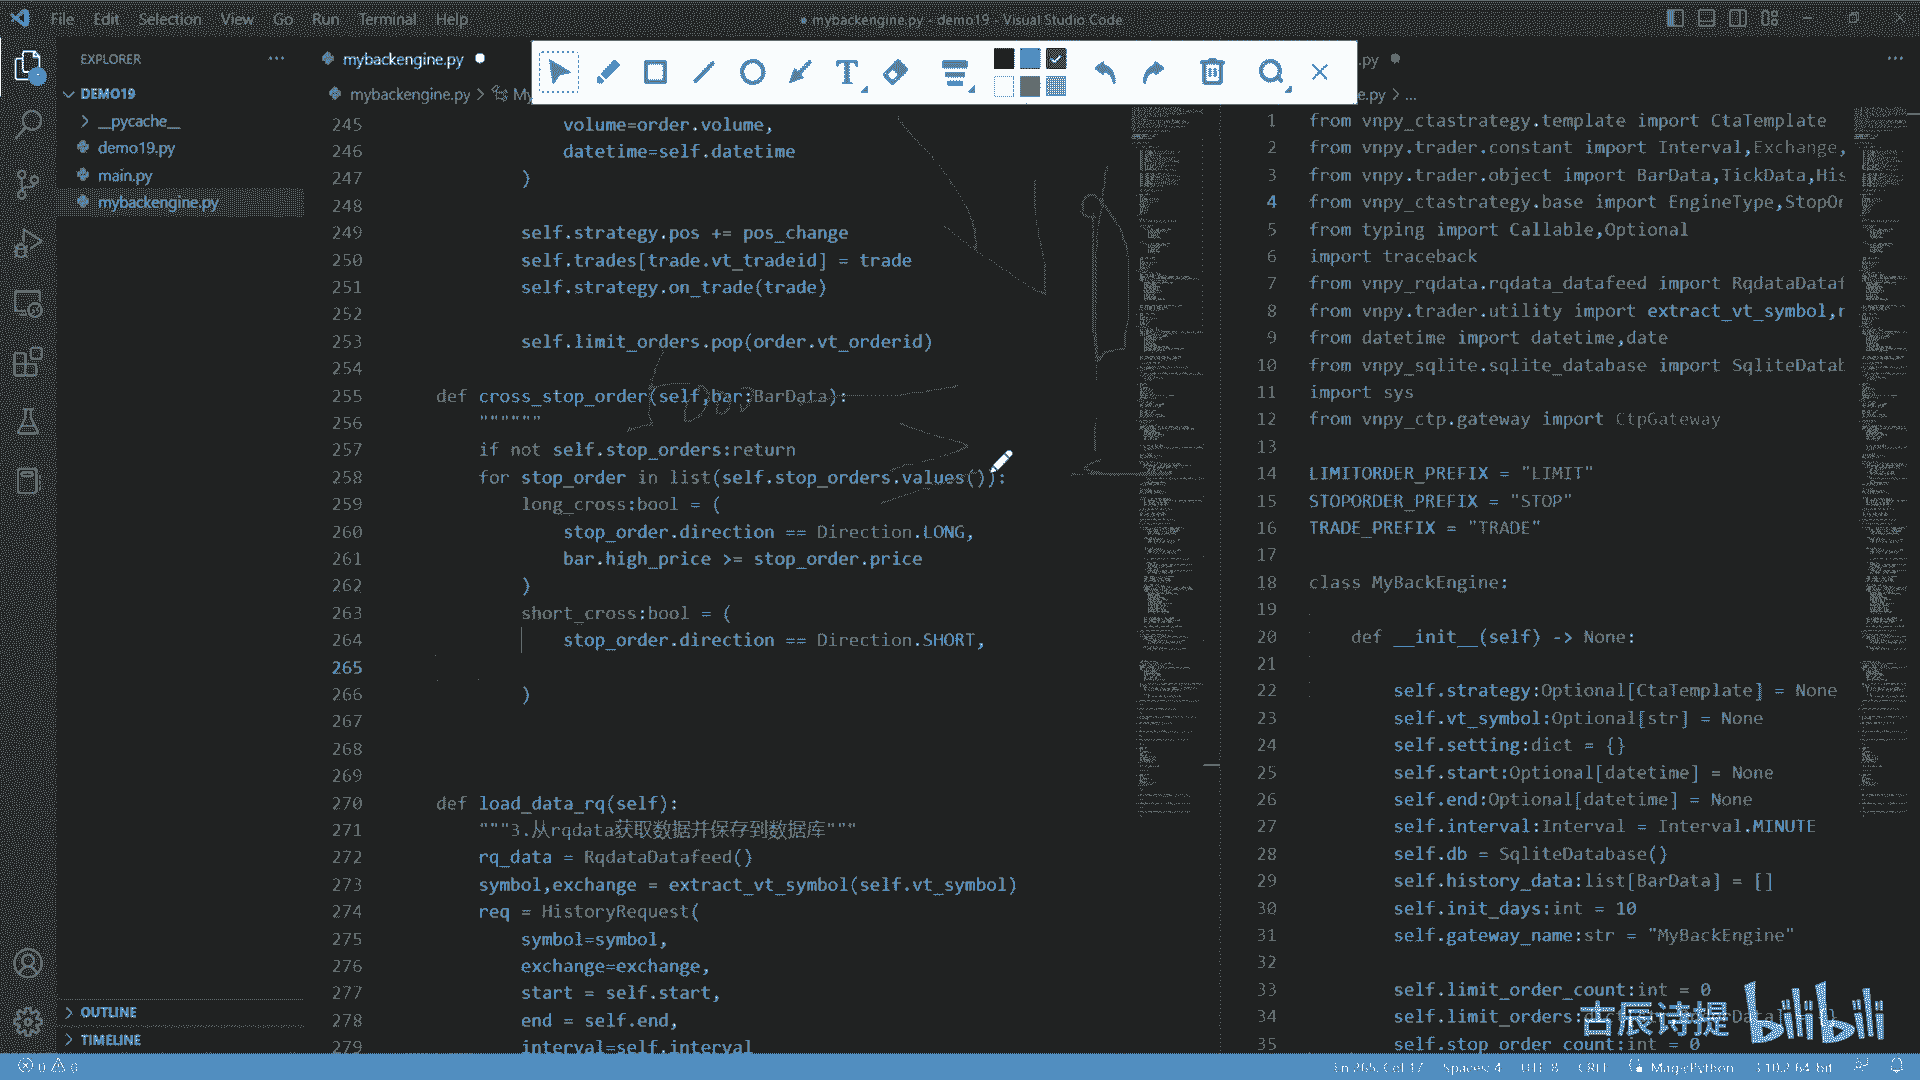 File Edit Selection View Go Run Terminal Help
mybackengine.py - demo19 - Visual Studio Code
EXPLORER
DEMO19
__pycache__
demo19.py
main.py
mybackengine.py
OUTLINE
TIMELINE
mybackengine.py
mybackengine.py > My
245 volume=order.volume,
246 datetime=self.datetime
247 )
248
249 self.strategy.pos += pos_change
250 self.trades[trade.vt_tradeid] = trade
251 self.strategy.on_trade(trade)
252
253 self.limit_orders.pop(order.vt_orderid)
254
255 def cross_stop_order(self,bar:BarData):
256 """"""
257 if not self.stop_orders:return
258 for stop_order in list(self.stop_orders.values()):
259 long_cross:bool = (
260 stop_order.direction == Direction.LONG,
261 bar.high_price >= stop_order.price
262 )
263 short_cross:bool = (
264 stop_order.direction == Direction.SHORT,
265
266 )
267
268
269
270 def load_data_rq(self):
271 """3.从rqdata获取数据并保存到数据库"""
272 rq_data = RqdataDatafeed()
273 symbol,exchange = extract_vt_symbol(self.vt_symbol)
274 req = HistoryRequest(
275 symbol=symbol,
276 exchange=exchange,
277 start = self.start,
278 end = self.end,
279 interval=self.interval
.py
e.py > ...
1 from vnpy_ctastrategy.template import CtaTemplate
2 from vnpy.trader.constant import Interval,Exchange,
3 from vnpy.trader.object import BarData,TickData,His
4 from vnpy_ctastrategy.base import EngineType,StopOr
5 from typing import Callable,Optional
6 import traceback
7 from vnpy_rqdata.rqdata_datafeed import RqdataDataf
8 from vnpy.trader.utility import extract_vt_symbol,r
9 from datetime import datetime,date
10 from vnpy_sqlite.sqlite_database import SqliteDatab
11 import sys
12 from vnpy_ctp.gateway import CtpGateway
13
14 LIMITORDER_PREFIX = "LIMIT"
15 STOPORDER_PREFIX = "STOP"
16 TRADE_PREFIX = "TRADE"
17
18 class MyBackEngine:
19
20 def __init__(self) -> None:
21
22 self.strategy:Optional[CtaTemplate] = None
23 self.vt_symbol:Optional[str] = None
24 self.setting:dict = {}
25 self.start:Optional[datetime] = None
26 self.end:Optional[datetime] = None
27 self.interval:Interval = Interval.MINUTE
28 self.db = SqliteDatabase()
29 self.history_data:list[BarData] = []
30 self.init_days:int = 10
31 self.gateway_name:str = "MyBackEngine"
32
33 self.limit_order_count:int = 0
34 self.limit_orders:
35 self.stop_order_count:int = 0
古辰诗提 bilibili
0 0
Ln 265, Col 17 Spaces: 4 UTF-8 CRLF MagicPython 3.10.2 64-bit